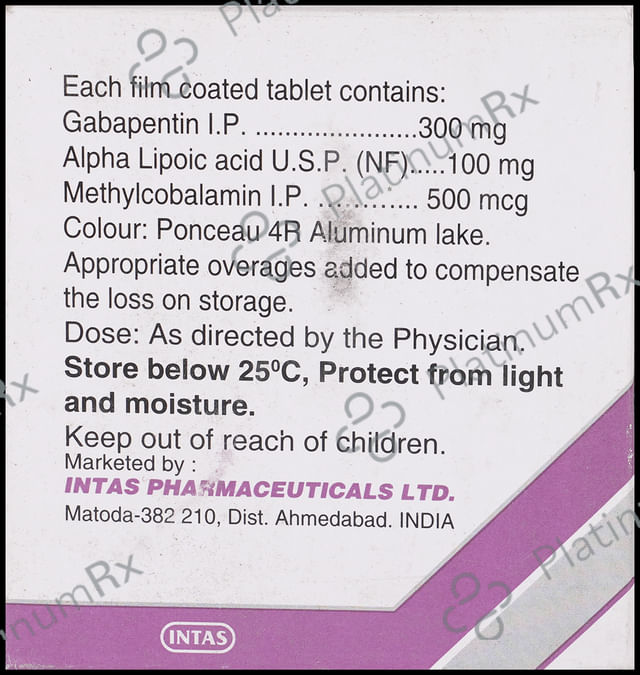 Each film coated tablet contains:
Gabapentin I.P. ......................300 mg
Alpha Lipoic acid U.S.P. (NF).....100 mg
Methylcobalamin I.P. .............. 500 mcg
Colour: Ponceau 4R Aluminum lake.
Appropriate overages added to compensate
the loss on storage.
Dose: As directed by the Physician.
Store below 25⁰C, Protect from light
and moisture.
Keep out of reach of children.
Marketed by :
INTAS PHARMACEUTICALS LTD.
Matoda-382 210, Dist. Ahmedabad. INDIA
INTAS
PlatinumRx
PlatinumRx